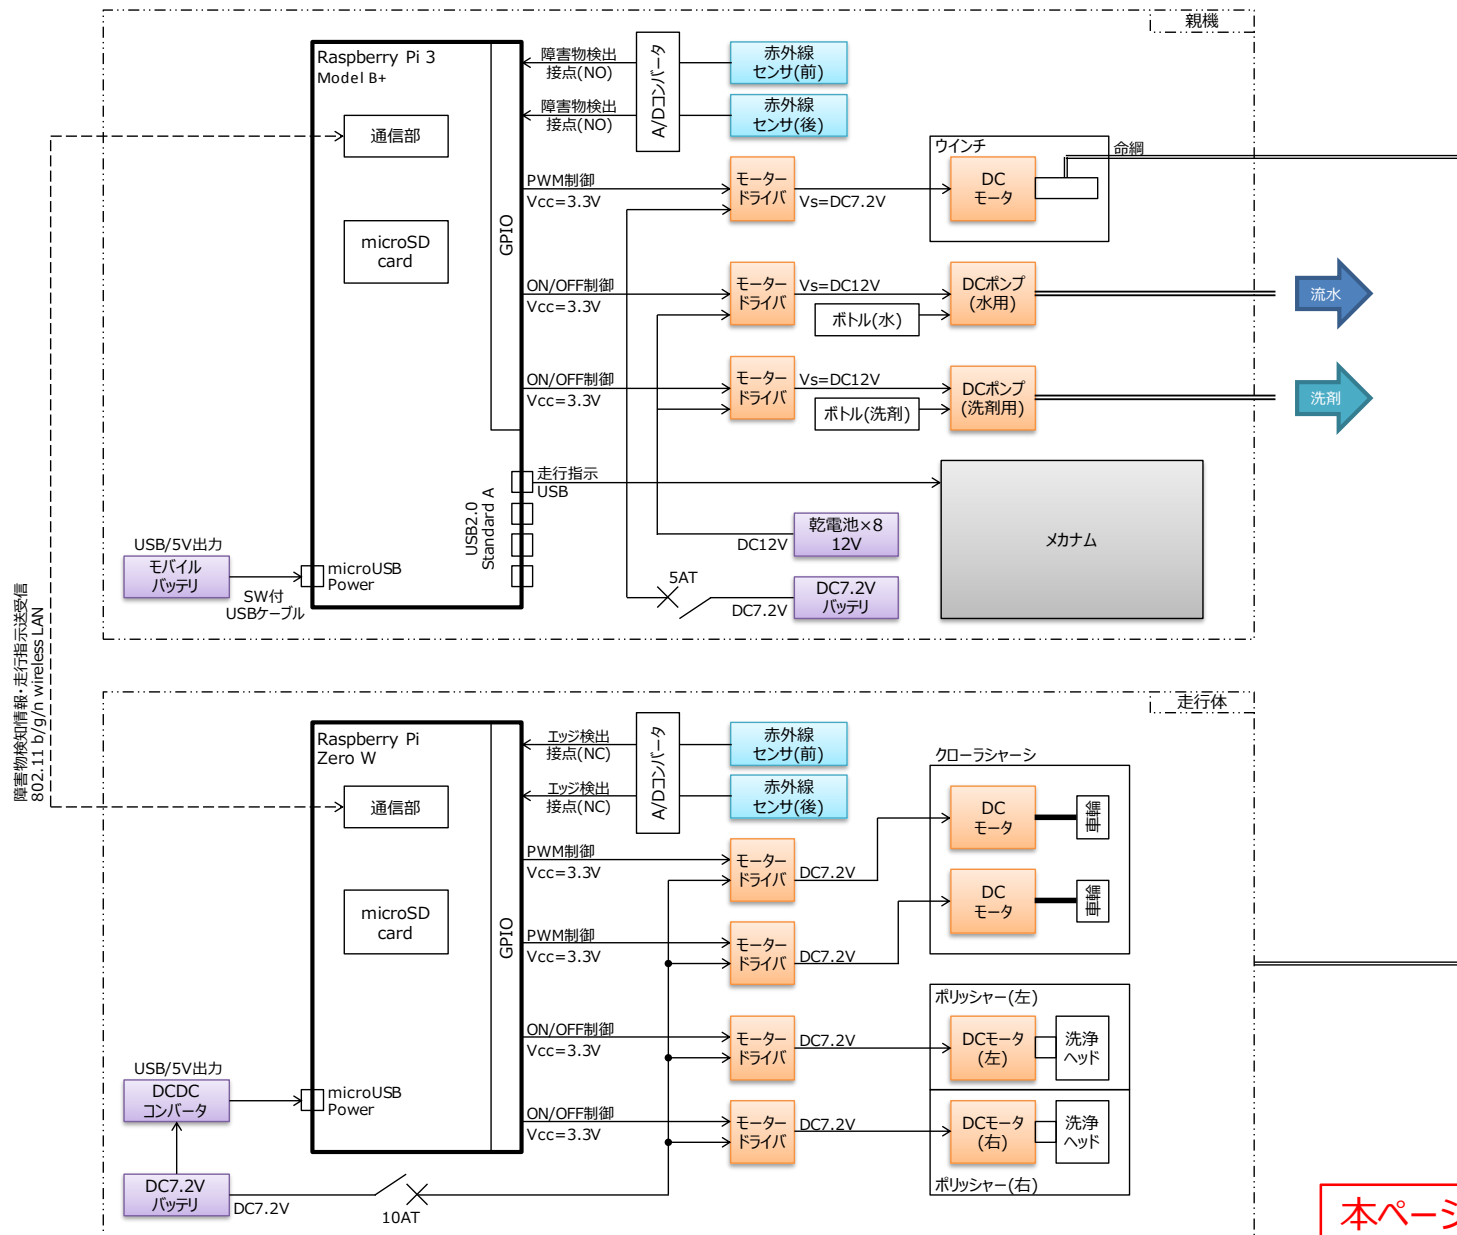 親機
Raspberry Pi 3
Model B+
通信部
microSD
card
GPIO
障害物検出
接点(NO)
障害物検出
接点(NO)
A/Dコンバータ
赤外線
センサ(前)
赤外線
センサ(後)
PWM制御
Vcc=3.3V
モーター
ドライバ
Vs=DC7.2V
ウインチ
DC
モータ
命綱
ON/OFF制御
Vcc=3.3V
モーター
ドライバ
Vs=DC12V
ボトル(水)
DCポンプ
(水用)
流水
ON/OFF制御
Vcc=3.3V
モーター
ドライバ
Vs=DC12V
ボトル(洗剤)
DCポンプ
(洗剤用)
洗剤
走行指示
USB
USB2.0
Standard A
メカナム
乾電池×8
12V
DC12V
5AT
DC7.2V
DC7.2V
バッテリ
USB/5V出力
モバイル
バッテリ
SW付
USBケーブル
microUSB
Power
障害物検知情報・走行指示送受信
802.11 b/g/n wireless LAN
走行体
Raspberry Pi
Zero W
通信部
microSD
card
GPIO
エッジ検出
接点(NC)
エッジ検出
接点(NC)
A/Dコンバータ
赤外線
センサ(前)
赤外線
センサ(後)
クローラシャーシ
PWM制御
Vcc=3.3V
モーター
ドライバ
DC7.2V
DC
モータ
車輪
PWM制御
Vcc=3.3V
モーター
ドライバ
DC7.2V
DC
モータ
車輪
ON/OFF制御
Vcc=3.3V
モーター
ドライバ
DC7.2V
ポリッシャー(左)
DCモータ
(左)
洗浄
ヘッド
ON/OFF制御
Vcc=3.3V
モーター
ドライバ
DC7.2V
DCモータ
(右)
洗浄
ヘッド
ポリッシャー(右)
USB/5V出力
DCDC
コンバータ
microUSB
Power
DC7.2V
バッテリ
DC7.2V
10AT
本ページ